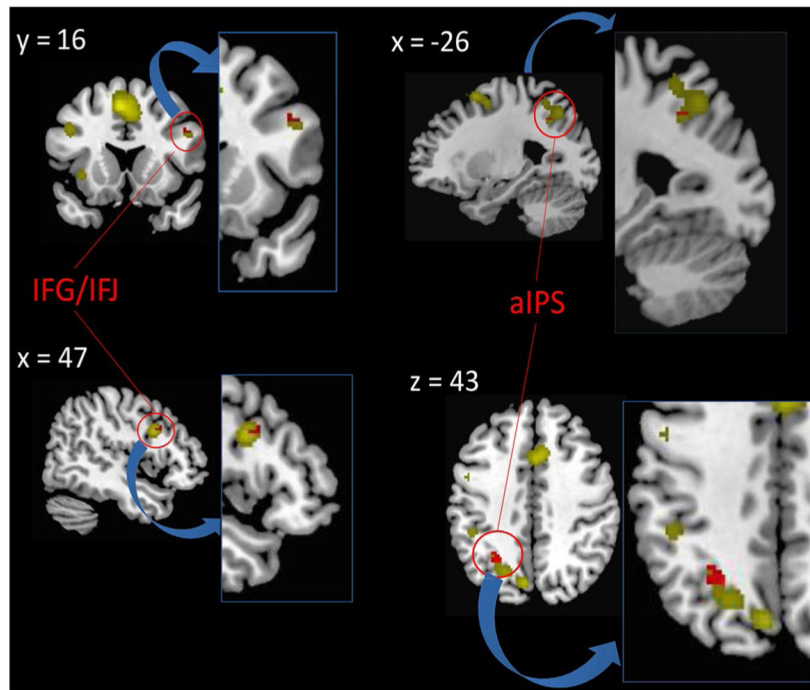 y = 16
x = -26
IFG/IFJ
aIPS
x = 47
z = 43